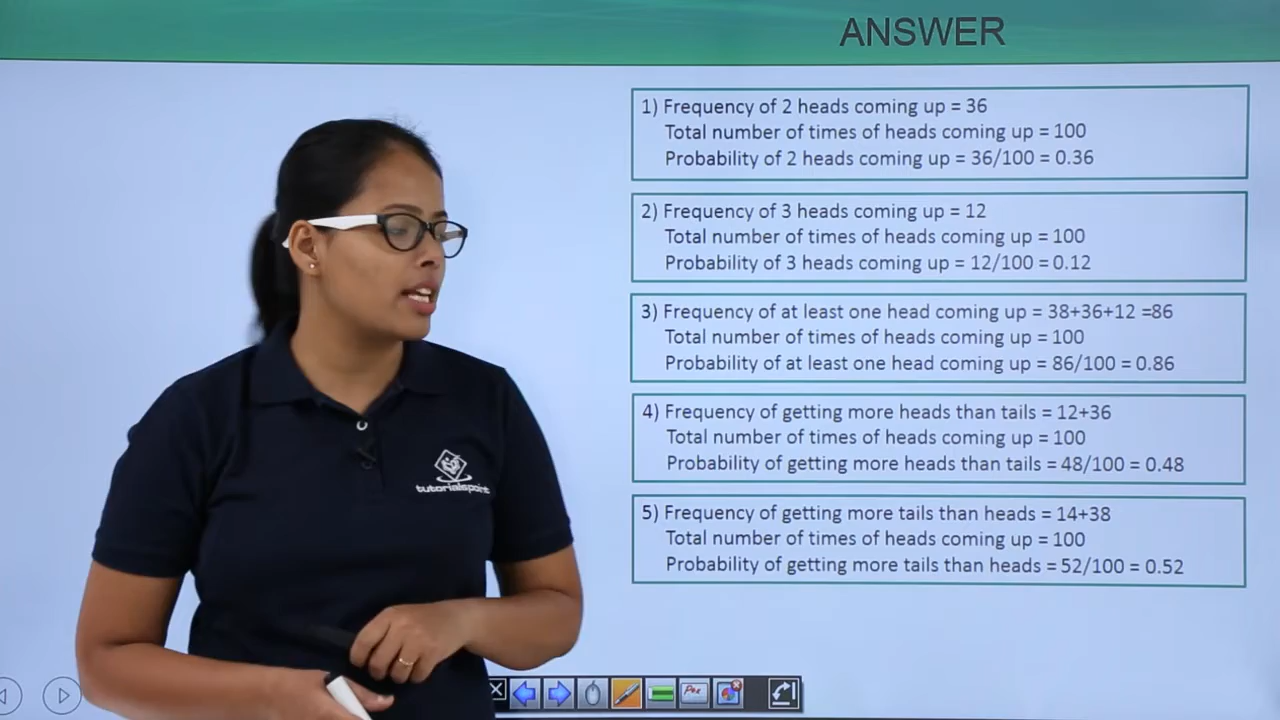 ANSWER
1) Frequency of 2 heads coming up = 36
Total number of times of heads coming up = 100
Probability of 2 heads coming up = 36/100 = 0.36
2) Frequency of 3 heads coming up = 12
Total number of times of heads coming up = 100
Probability of 3 heads coming up = 12/100 = 0.12
3) Frequency of at least one head coming up = 38+36+12 =86
Total number of times of heads coming up = 100
Probability of at least one head coming up = 86/100 = 0.86
4) Frequency of getting more heads than tails = 12+36
Total number of times of heads coming up = 100
Probability of getting more heads than tails = 48/100 = 0.48
5) Frequency of getting more tails than heads = 14+38
Total number of times of heads coming up = 100
Probability of getting more tails than heads = 52/100 = 0.52
tutorialspoint